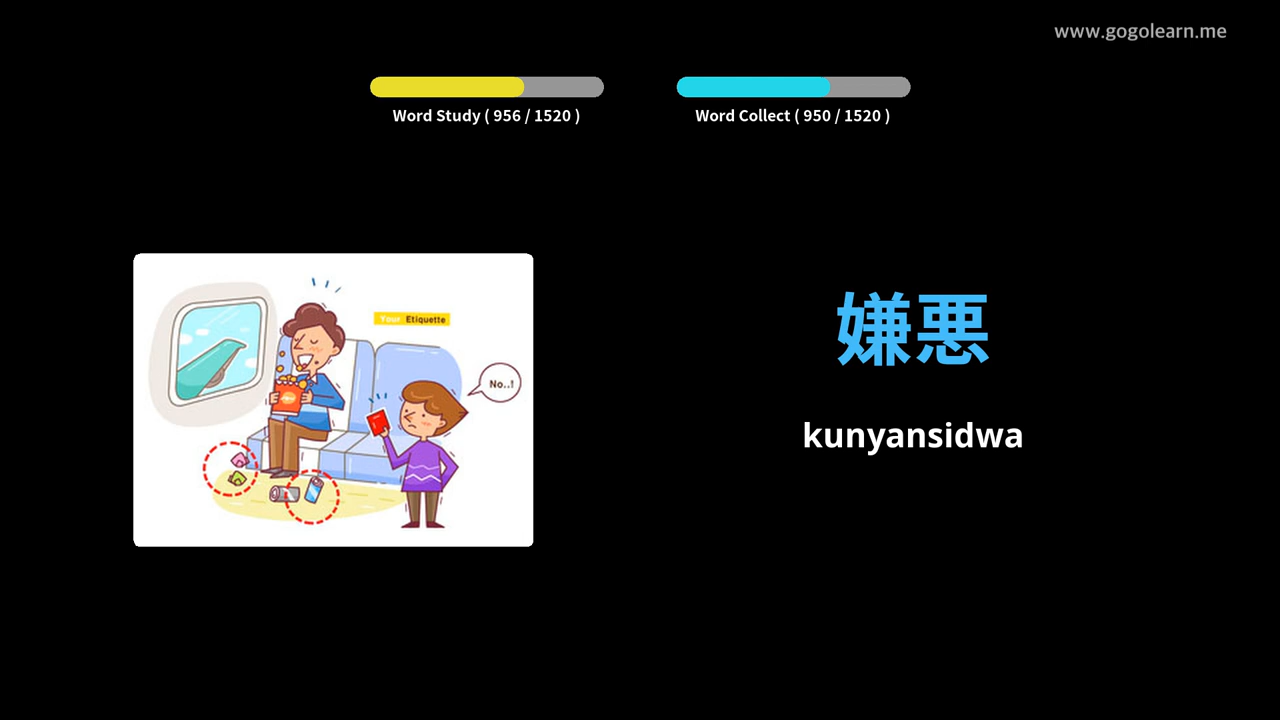 www.gogolearn.me
Word Study ( 956 / 1520 )
Word Collect ( 950 / 1520 )
Your Etiquette
No..!
嫌悪
kunyansidwa